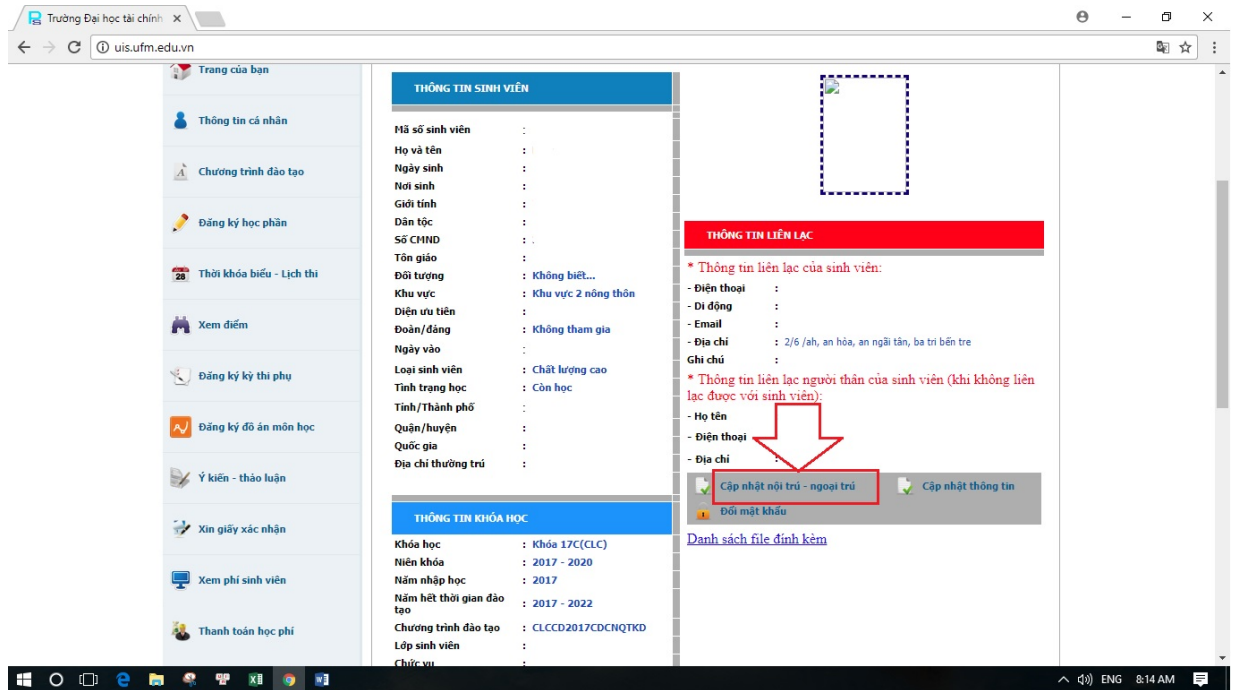 Trường Đại học tài chính
uis.ufm.edu.vn
Trang của bạn
Thông tin cá nhân
Chương trình đào tạo
Đăng ký học phần
28
Thời khóa biểu - Lịch thi
Xem điểm
Đăng ký kỳ thi phụ
Đăng ký đồ án môn học
Ý kiến - thảo luận
Xin giấy xác nhận
Xem phí sinh viên
Thanh toán học phí
THÔNG TIN SINH VIÊN
Mã số sinh viên :
Họ và tên :
Ngày sinh :
Nơi sinh :
Giới tính :
Dân tộc :
Số CMND :
Tôn giáo :
Đối tượng : Không biết...
Khu vực : Khu vực 2 nông thôn
Diện ưu tiên :
Đoàn/đảng : Không tham gia
Ngày vào :
Loại sinh viên : Chất lượng cao
Tình trạng học : Còn học
Tỉnh/Thành phố :
Quận/huyện :
Quốc gia :
Địa chỉ thường trú :
THÔNG TIN KHÓA HỌC
Khóa học : Khóa 17C(CLC)
Niên khóa : 2017 - 2020
Năm nhập học : 2017
Năm hết thời gian đào
tạo : 2017 - 2022
Chương trình đào tạo : CLCCD2017CDCNQTKD
Lớp sinh viên :
Chức vụ :
THÔNG TIN LIÊN LẠC
* Thông tin liên lạc của sinh viên:
- Điện thoại :
- Di động :
- Email :
- Địa chỉ : 2/6 /ah, an hòa, an ngãi tân, ba tri bến tre
Ghi chú :
* Thông tin liên lạc người thân của sinh viên (khi không liên
lạc được với sinh viên):
- Họ tên
- Điện thoại
- Địa chỉ :
Cập nhật nội trú - ngoại trú
Cập nhật thông tin
Đổi mật khẩu
Danh sách file đính kèm
ENG 8:14 AM